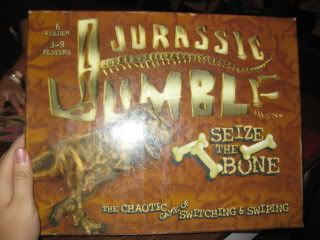 6
& OLDER
3-9
PLAYERS
JURASSIC
JUMBLE
SEIZE
THE
BONE
THE CHAOTIC GAME OF SWITCHING & SWIPING